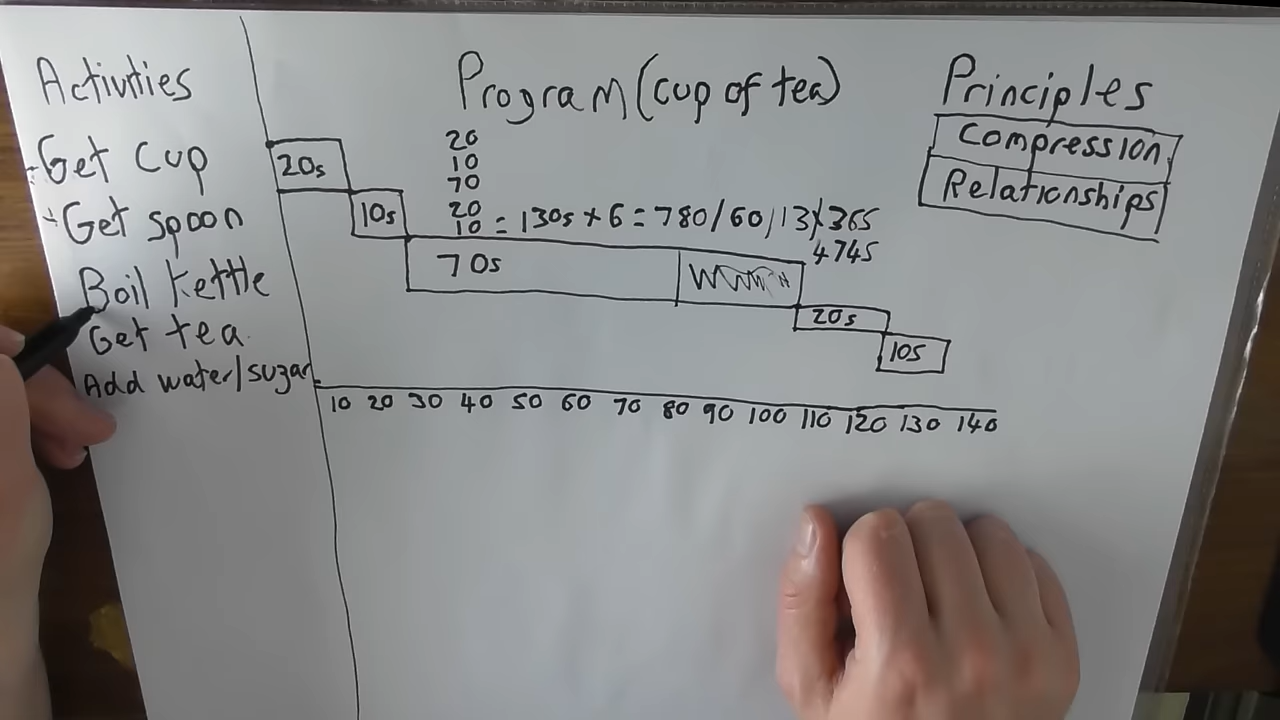 Activities
Program (cup of tea)
Principles
Compression
Relationships
-Get cup
-Get spoon
Boil kettle
Get tea
Add water/sugar
20s
10s
70s
20s
10s
20
10
70
20
10 = 130s x 6 = 780/60, 13 x 365
4745
10 20 30 40 50 60 70 80 90 100 110 120 130 140